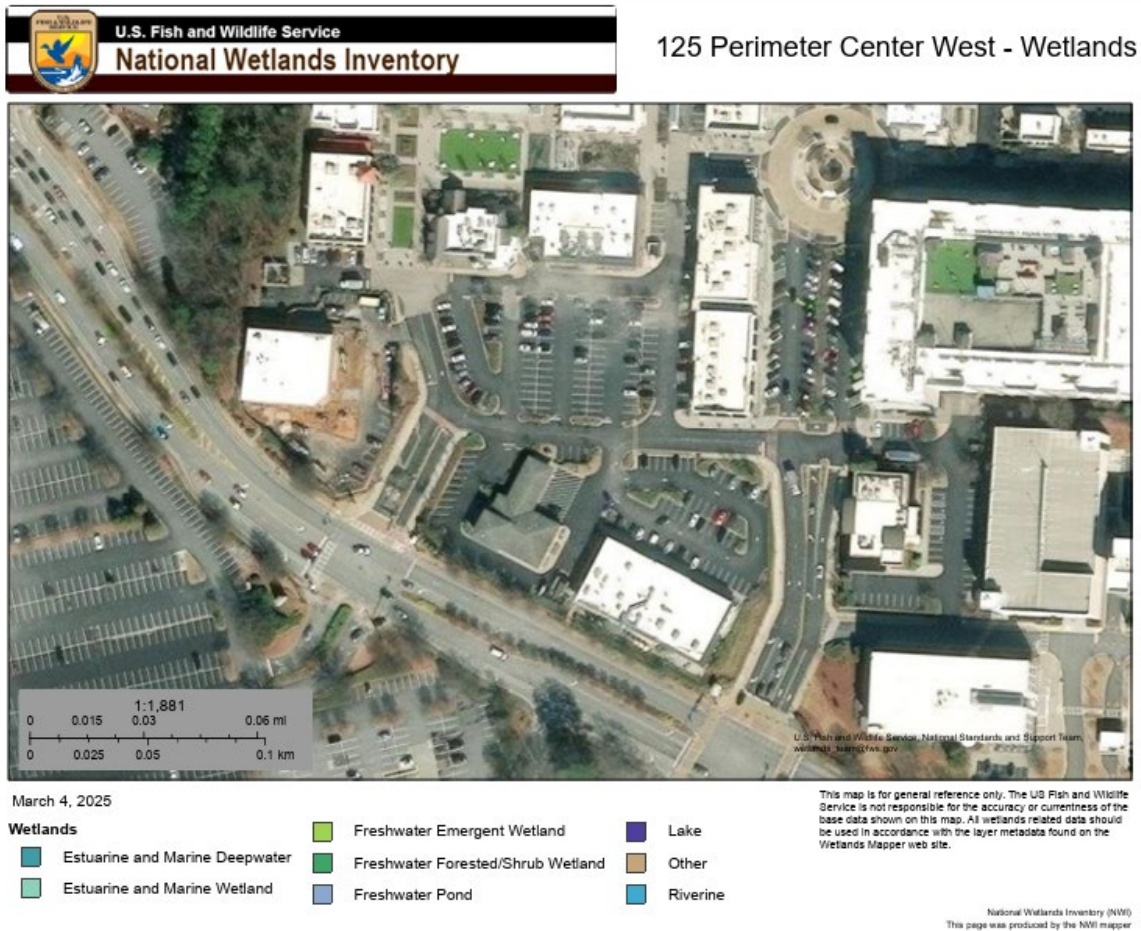 U.S.
FISH & WILDLIFE
SERVICE
U.S. Fish and Wildlife Service
National Wetlands Inventory
125 Perimeter Center West - Wetlands
1:1,881
0 0.015 0.03 0.06 mi
0 0.025 0.05 0.1 km
U.S. Fish and Wildlife Service, National Standards and Support Team,
wetlands_team@fws.gov
March 4, 2025
This map is for general reference only. The US Fish and Wildlife
Service is not responsible for the accuracy or currentness of the
base data shown on this map. All wetlands related data should
be used in accordance with the layer metadata found on the
Wetlands Mapper web site.
Wetlands
Estuarine and Marine Deepwater
Estuarine and Marine Wetland
Freshwater Emergent Wetland
Freshwater Forested/Shrub Wetland
Freshwater Pond
Lake
Other
Riverine
National Wetlands Inventory (NWI)
This page was produced by the NWI mapper